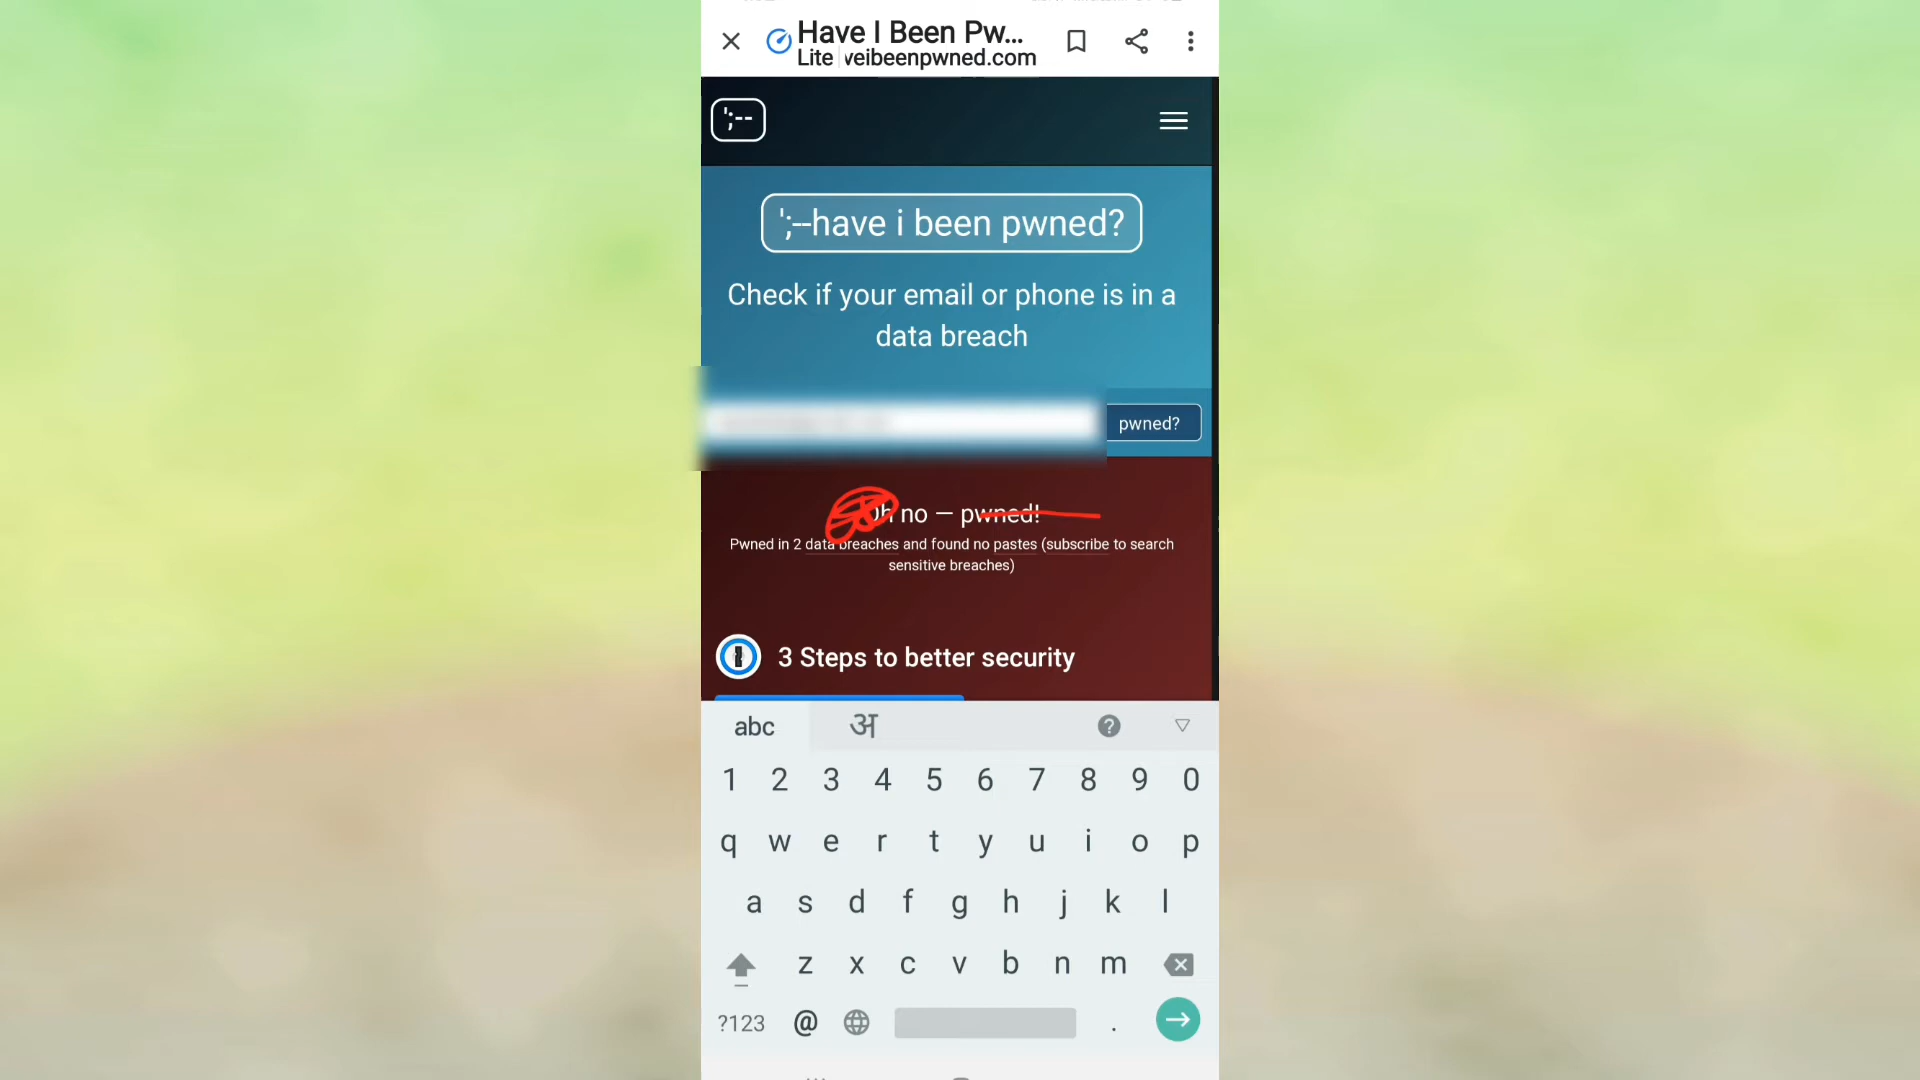 Have I Been Pw...
Lite veibeenpwned.com
';--
';--have i been pwned?
Check if your email or phone is in a
data breach
pwned?
Oh no — pwned!
Pwned in 2 data breaches and found no pastes (subscribe to search
sensitive breaches)
3 Steps to better security
abc अ ?
1 2 3 4 5 6 7 8 9 0
q w e r t y u i o p
a s d f g h j k l
z x c v b n m
?123 @ .